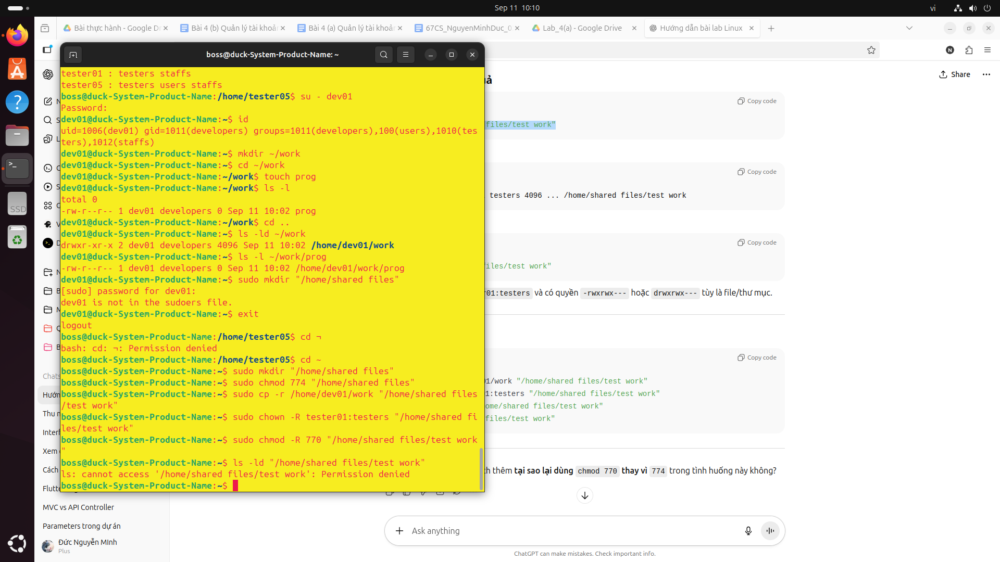 Sep 11 10:10
vi
Bài thực hành - Google Dr
Bài 4 (b) Quản lý tài khoản
Bài 4 (a) Quản lý tài khoản
67CS_NguyenMinhDuc_0
Lab_4(a) - Google Drive
Hướng dẫn bài lab Linux
boss@duck-System-Product-Name: ~
tester01 : testers staffs
tester05 : testers users staffs
boss@duck-System-Product-Name:/home/tester05$ su - dev01
Password:
dev01@duck-System-Product-Name:~$ id
uid=1006(dev01) gid=1011(developers) groups=1011(developers),100(users),1010(tes
ters),1012(staffs)
dev01@duck-System-Product-Name:~$ mkdir ~/work
dev01@duck-System-Product-Name:~$ cd ~/work
dev01@duck-System-Product-Name:~/work$ touch prog
dev01@duck-System-Product-Name:~/work$ ls -l
total 0
-rw-r--r-- 1 dev01 developers 0 Sep 11 10:02 prog
dev01@duck-System-Product-Name:~/work$ cd ..
dev01@duck-System-Product-Name:~$ ls -ld ~/work
drwxr-xr-x 2 dev01 developers 4096 Sep 11 10:02 /home/dev01/work
dev01@duck-System-Product-Name:~$ ls -l ~/work/prog
-rw-r--r-- 1 dev01 developers 0 Sep 11 10:02 /home/dev01/work/prog
dev01@duck-System-Product-Name:~$ sudo mkdir "/home/shared files"
[sudo] password for dev01:
dev01 is not in the sudoers file.
dev01@duck-System-Product-Name:~$ exit
logout
boss@duck-System-Product-Name:/home/tester05$ cd ¬
bash: cd: ¬: Permission denied
boss@duck-System-Product-Name:/home/tester05$ cd ~
boss@duck-System-Product-Name:~$ sudo mkdir "/home/shared files"
boss@duck-System-Product-Name:~$ sudo chmod 774 "/home/shared files"
boss@duck-System-Product-Name:~$ sudo cp -r /home/dev01/work "/home/shared files
/test work"
boss@duck-System-Product-Name:~$ sudo chown -R tester01:testers "/home/shared fi
les/test work"
boss@duck-System-Product-Name:~$ sudo chmod -R 770 "/home/shared files/test work
"
boss@duck-System-Product-Name:~$ ls -ld "/home/shared files/test work"
ls: cannot access '/home/shared files/test work': Permission denied
boss@duck-System-Product-Name:~$
Share
uả
Copy code
files/test work"
Copy code
testers 4096 ... /home/shared files/test work
Copy code
iles/test work"
r01:testers và có quyền -rwxrwx--- hoặc drwxrwx--- tùy là file/thư mục.
Copy code
01/work "/home/shared files/test work"
1:testers "/home/shared files/test work"
ome/shared files/test work"
files/test work"
ch thêm tại sao lại dùng chmod 770 thay vì 774 trong tình huống này không?
Ask anything
ChatGPT can make mistakes. Check important info.
SSD
N
Chats
Hướn
Thu n
Interf
Xem
Cách
Flutte
MVC vs API Controller
Parameters trong dự án
Đức Nguyễn MInh
Plus